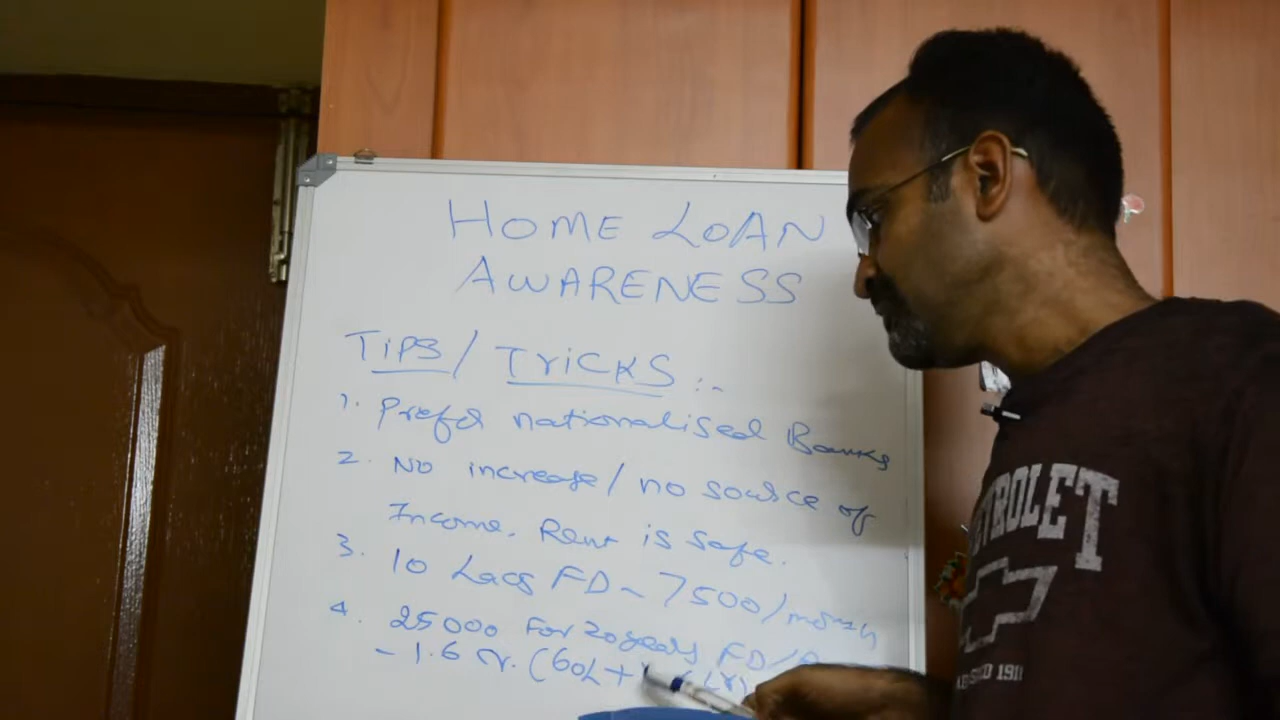 HOME LOAN
AWARENESS
TIPS/TRICKS :-
1. Prefer nationalised Banks
2. No increase/no source of
Income. Rent is safe.
3. 10 Lacs FD - 7500/month
4. 25000 For 20 years FD/
- 1.6 cr. (60L +
CHEVROLET